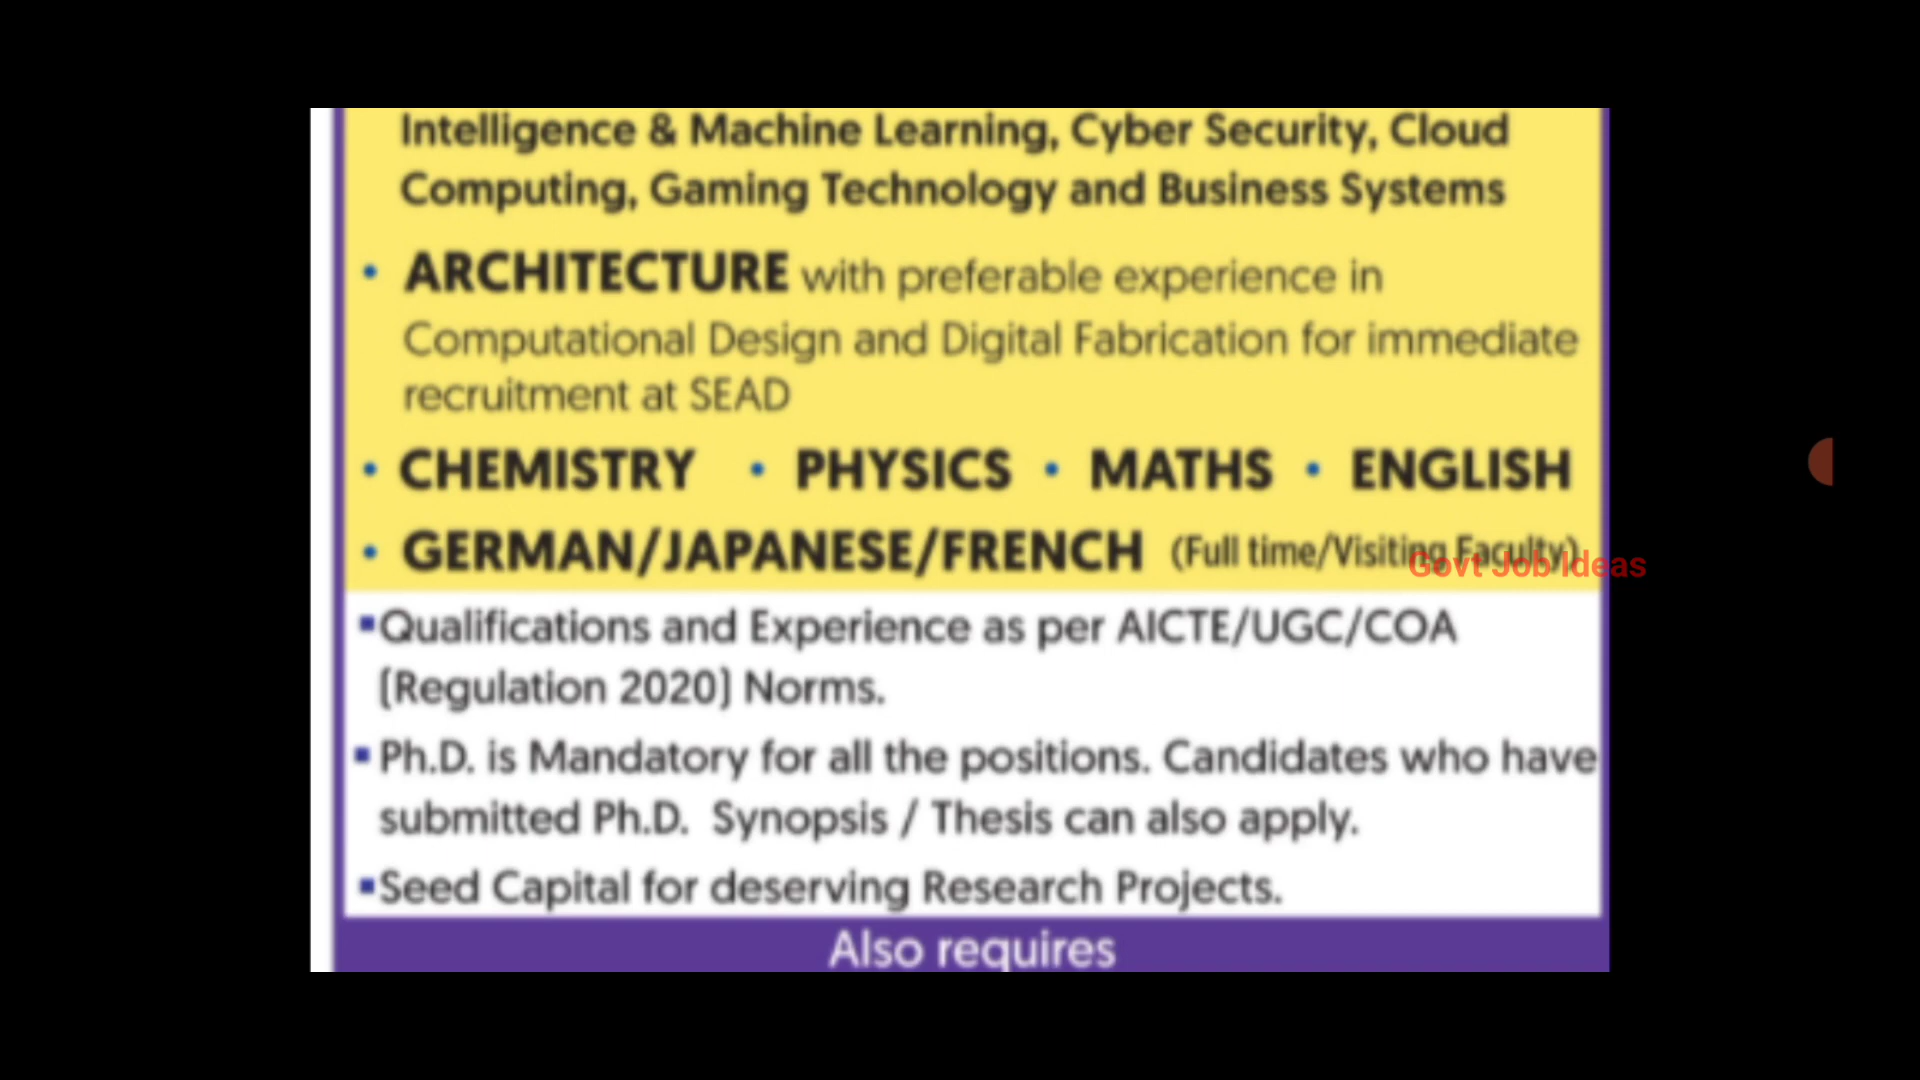 Intelligence & Machine Learning, Cyber Security, Cloud
Computing, Gaming Technology and Business Systems
• ARCHITECTURE with preferable experience in
Computational Design and Digital Fabrication for immediate
recruitment at SEAD
• CHEMISTRY • PHYSICS • MATHS • ENGLISH
• GERMAN/JAPANESE/FRENCH (Full time/Visiting Faculty)
Govt Job Ideas
▪Qualifications and Experience as per AICTE/UGC/COA
(Regulation 2020) Norms.
▪Ph.D. is Mandatory for all the positions. Candidates who have
submitted Ph.D. Synopsis / Thesis can also apply.
▪Seed Capital for deserving Research Projects.
Also requires